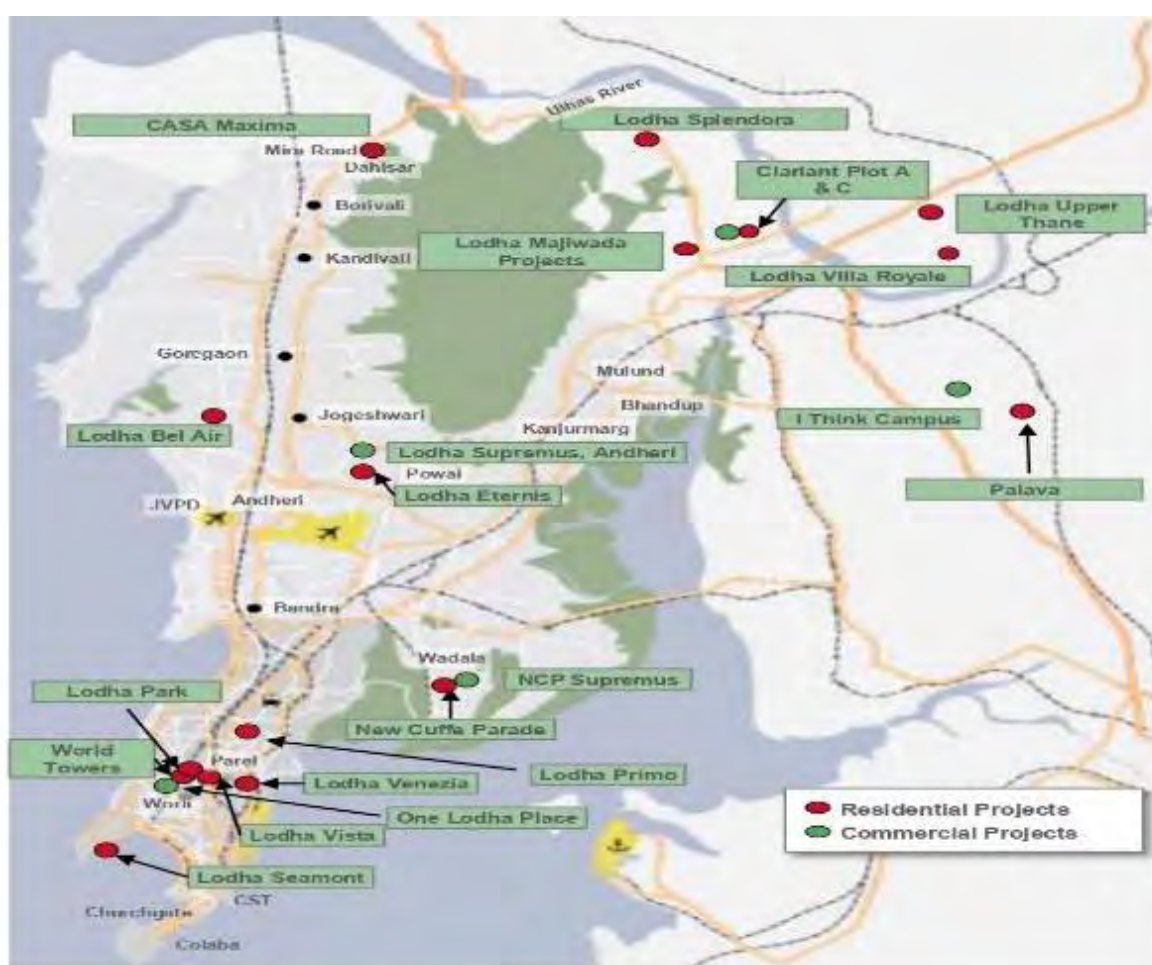 Ulhas River
CASA Maxima
Lodha Splendora
Mira Road
Dahisar
Clariant Plot A
& C
Borivali
Lodha Upper
Thane
Lodha Majiwada
Projects
Kandivali
Lodha Villa Royale
Goregaon
Mulund
Bhandup
I Think Campus
Jogeshwari
Kanjurmarg
Lodha Bel Air
Lodha Supremus, Andheri
Powai
Lodha Eternis
Palava
JVPD
Andheri
Bandra
Wadala
NCP Supremus
Lodha Park
New Cuffe Parade
World
Towers
Parel
Lodha Primo
Lodha Venezia
Worli
One Lodha Place
Lodha Vista
Residential Projects
Commercial Projects
Lodha Seamont
CST
Churchgate
Colaba